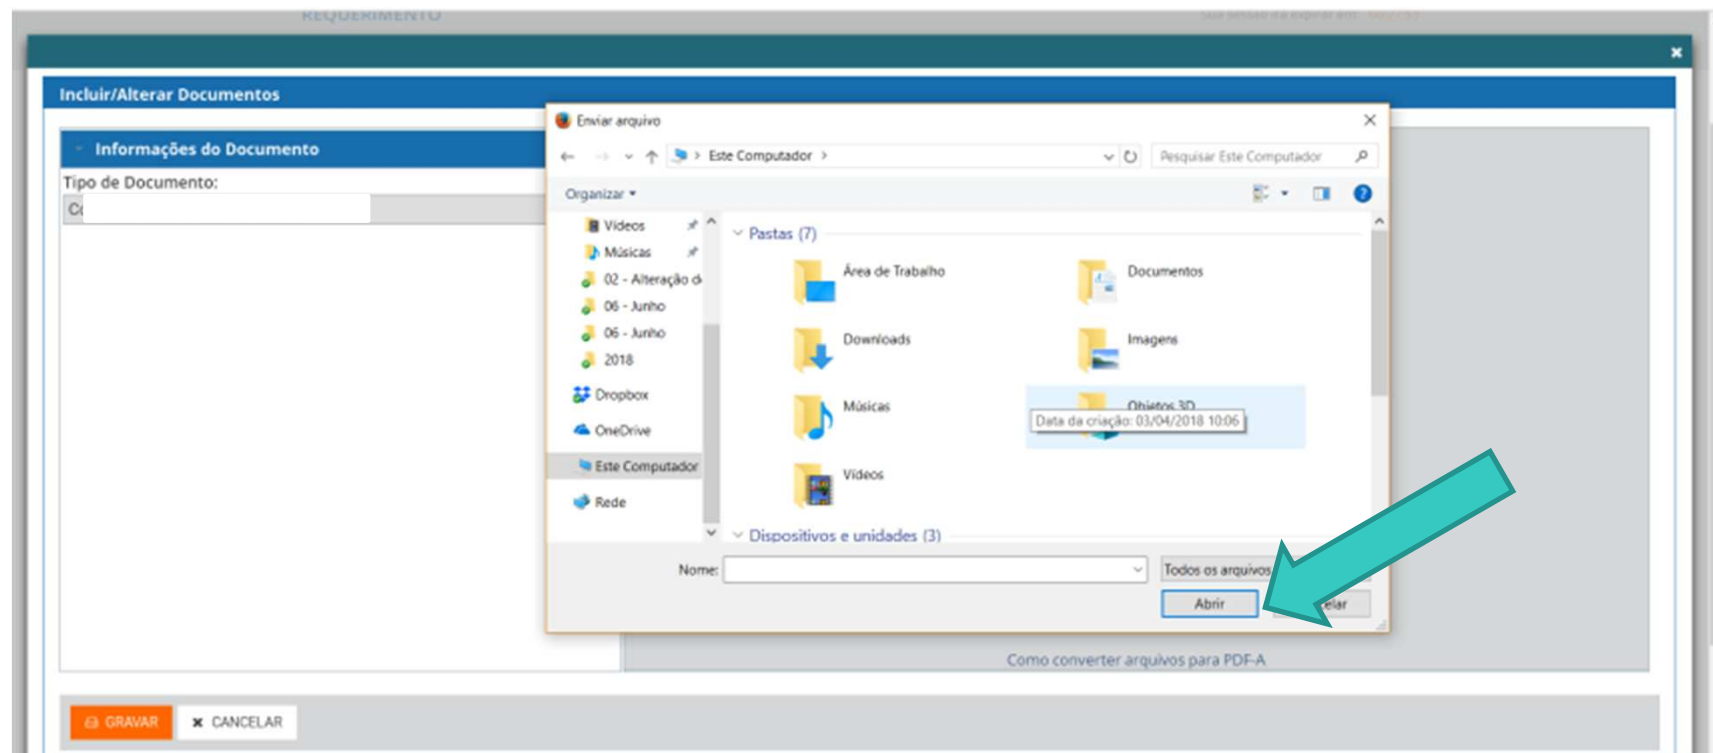 REQUERIMENTO
Incluir/Alterar Documentos
Informações do Documento
Tipo de Documento:
Enviar arquivo
Este Computador
Pesquisar Este Computador
Organizar
Vídeos
Músicas
02 - Alteração d
06 - Junho
06 - Junho
2018
Dropbox
OneDrive
Este Computador
Rede
Pastas (7)
Área de Trabalho
Documentos
Downloads
Imagens
Músicas
Objetos 3D
Data da criação: 03/04/2018 10:06
Vídeos
Dispositivos e unidades (3)
Nome:
Todos os arquivos
Abrir
elar
Como converter arquivos para PDF-A
GRAVAR
CANCELAR